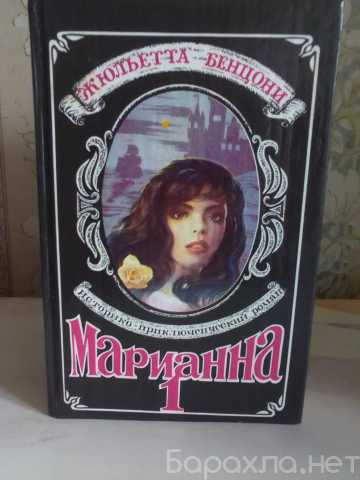 Жюльетта Бенцони
историко-приключенческий роман
Марианна
1
Барахла.нет